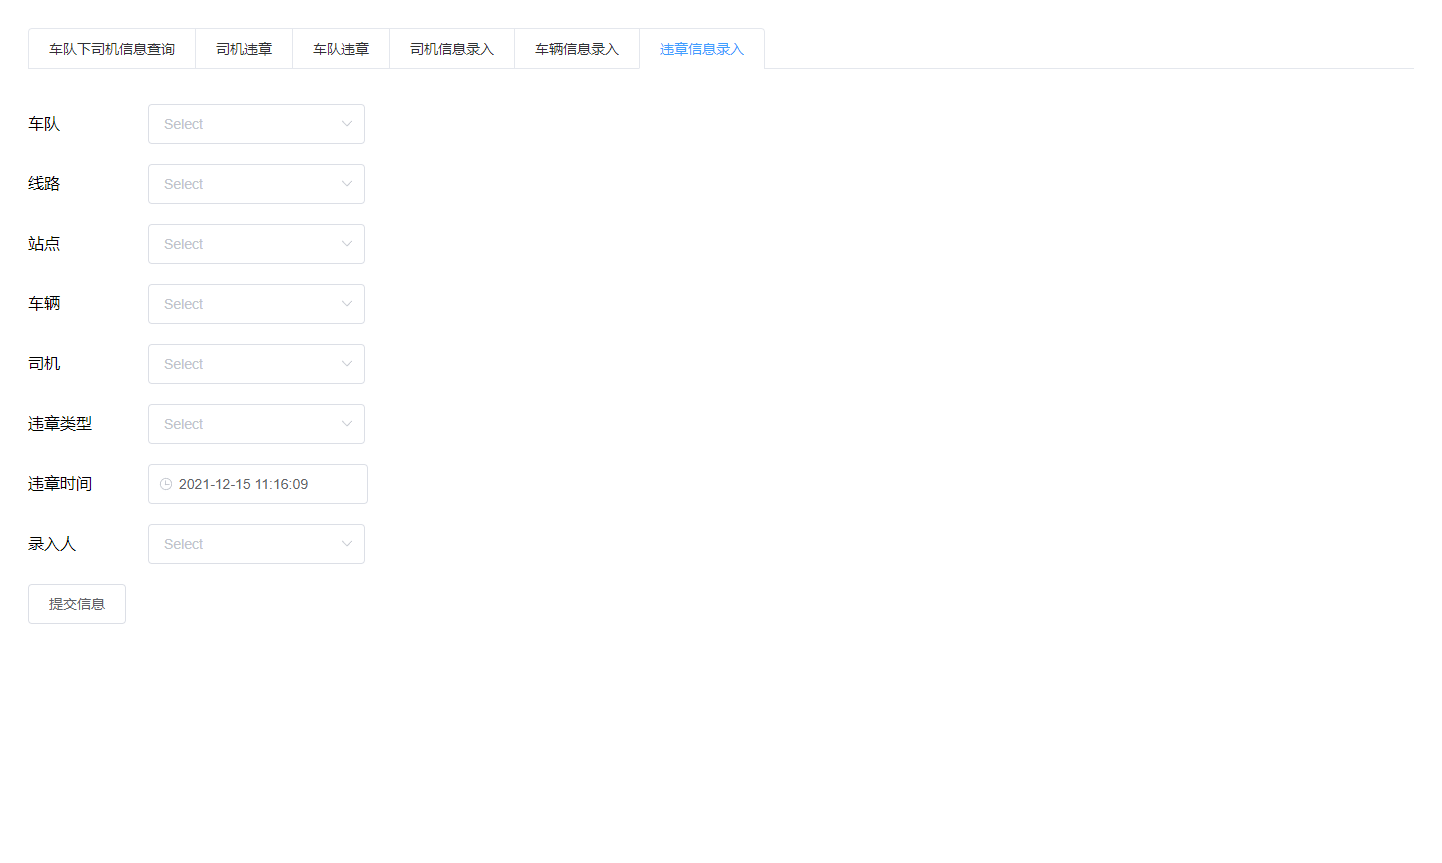 车队下司机信息查询 司机违章 车队违章 司机信息录入 车辆信息录入 违章信息录入
车队 Select
线路 Select
站点 Select
车辆 Select
司机 Select
违章类型 Select
违章时间 2021-12-15 11:16:09
录入人 Select
提交信息